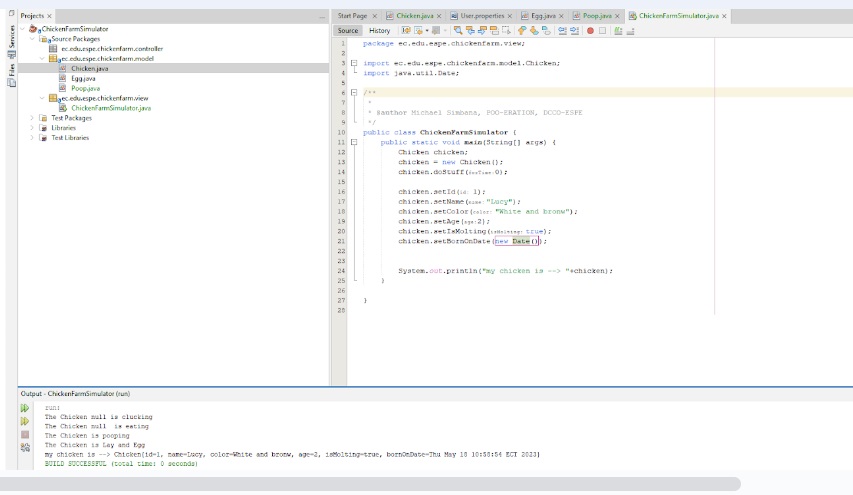 Projects ×
ChickenFarmSimulator
Source Packages
ec.edu.espe.chickenfarm.controller
ec.edu.espe.chickenfarm.model
Chicken.java
Egg.java
Poop.java
ec.edu.espe.chickenfarm.view
ChickenFarmSimulator.java
Test Packages
Libraries
Test Libraries
Services
Files
Start Page × Chicken.java × User.properties × Egg.java × Poop.java × ChickenFarmSimulator.java ×
Source History
1 package ec.edu.espe.chickenfarm.view;
2
3 import ec.edu.espe.chickenfarm.model.Chicken;
4 import java.util.Date;
5
6 /**
7 *
8 * @author Michael Simbana, POO-ERATION, DCCO-ESPE
9 */
10 public class ChickenFarmSimulator {
11 public static void main(String[] args) {
12 Chicken chicken;
13 chicken = new Chicken();
14 chicken.doStuff(forTime:0);
15
16 chicken.setId(id: 1);
17 chicken.setName(name: "Lucy");
18 chicken.setColor(color: "White and bronw");
19 chicken.setAge(age:2);
20 chicken.setIsMolting(isMolting: true);
21 chicken.setBornOnDate(new Date());
22
23
24 System.out.println("my chicken is --> "+chicken);
25 }
26
27 }
28
Output - ChickenFarmSimulator (run)
run:
The Chicken null is clucking
The Chicken null is eating
The Chicken is pooping
The Chicken is Lay and Egg
my chicken is --> Chicken{id=1, name=Lucy, color=White and bronw, age=2, isMolting=true, bornOnDate=Thu May 18 10:58:54 ECT 2023}
BUILD SUCCESSFUL (total time: 0 seconds)